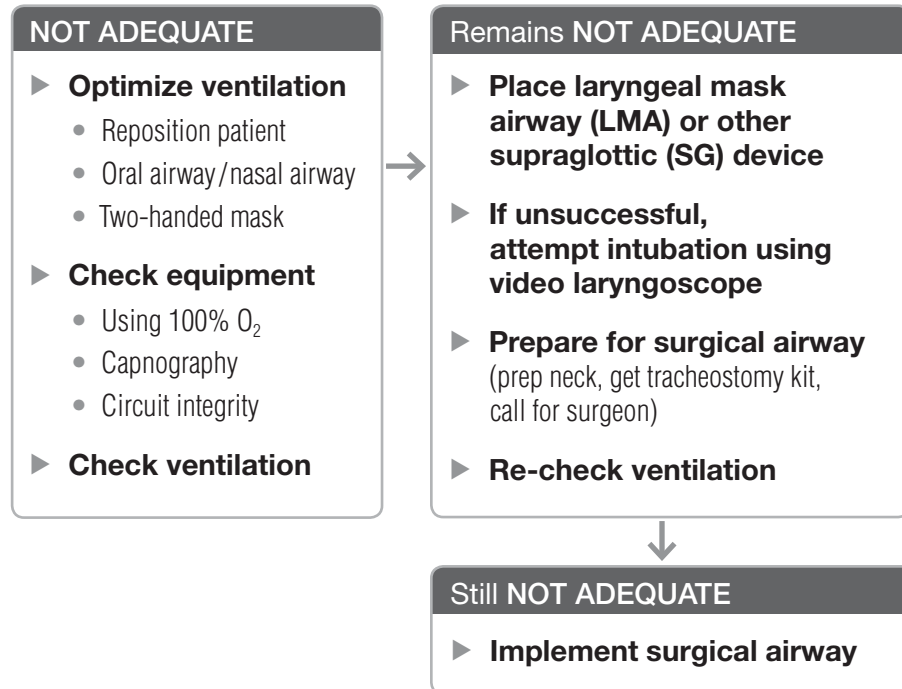 NOT ADEQUATE
▶ Optimize ventilation
• Reposition patient
• Oral airway/nasal airway
• Two-handed mask
▶ Check equipment
• Using 100% O₂
• Capnography
• Circuit integrity
▶ Check ventilation
Remains NOT ADEQUATE
▶ Place laryngeal mask
airway (LMA) or other
supraglottic (SG) device
▶ If unsuccessful,
attempt intubation using
video laryngoscope
▶ Prepare for surgical airway
(prep neck, get tracheostomy kit,
call for surgeon)
▶ Re-check ventilation
Still NOT ADEQUATE
▶ Implement surgical airway